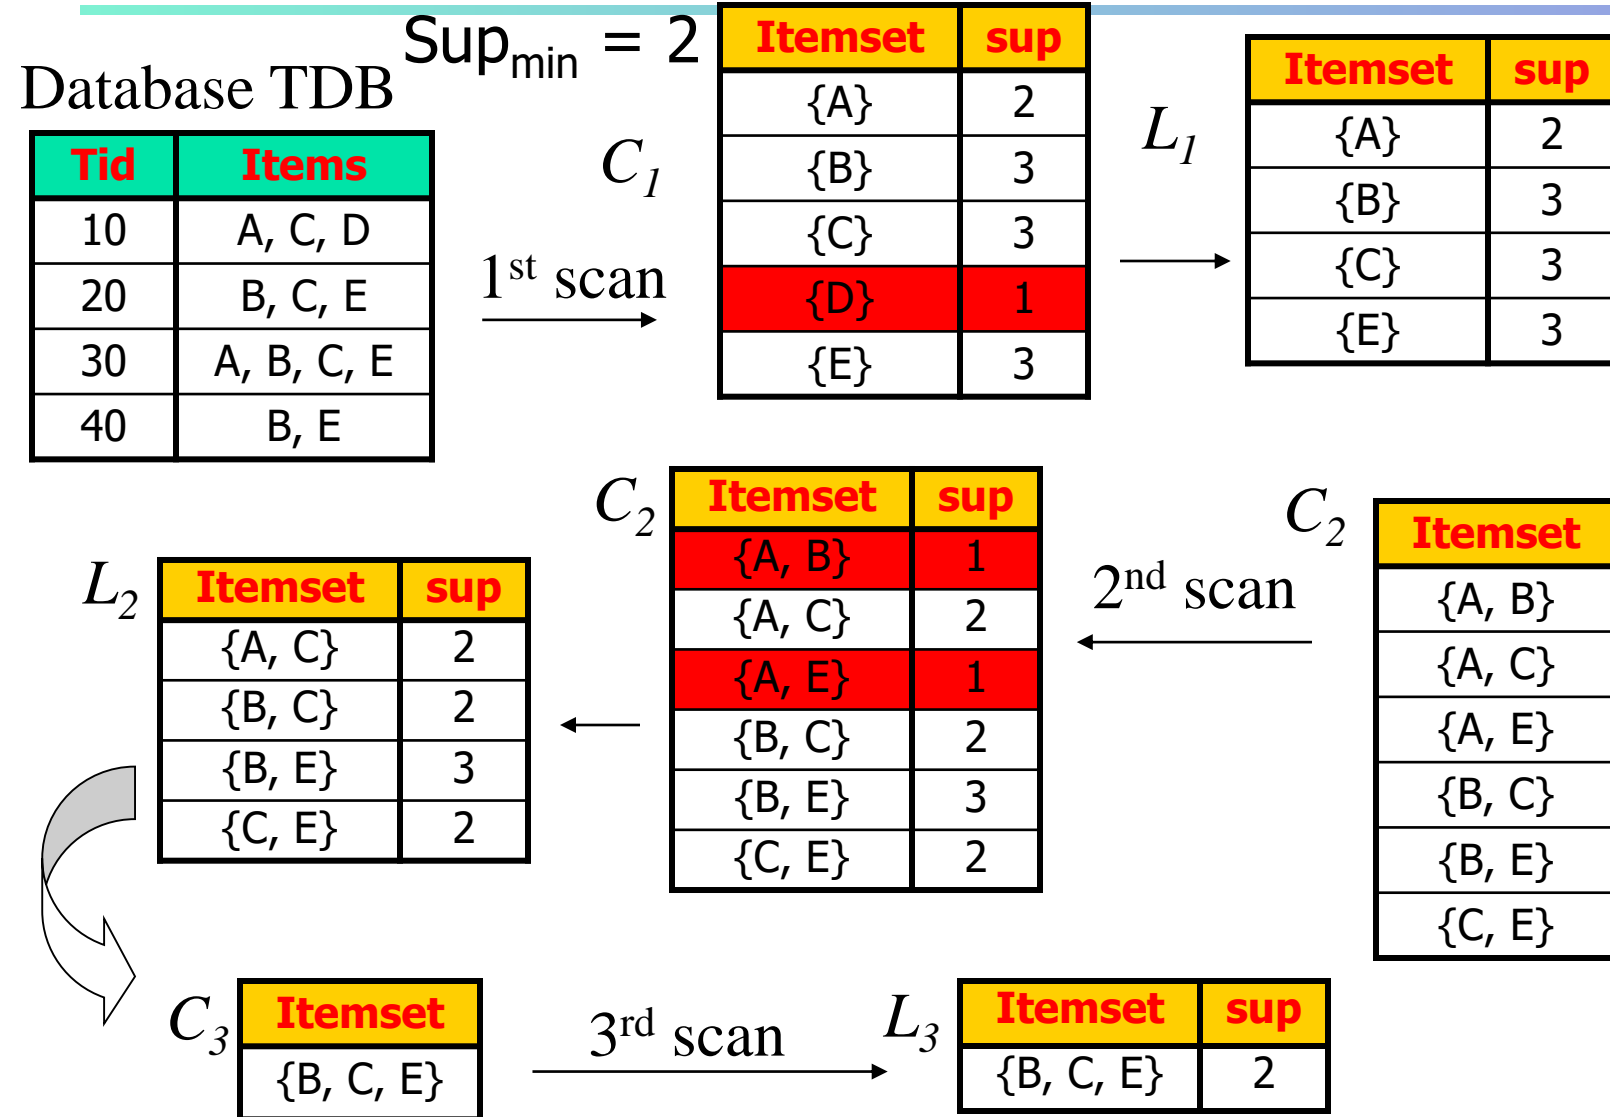 Sup_min = 2
Database TDB
Tid Items
10 A, C, D
20 B, C, E
30 A, B, C, E
40 B, E
1st scan
C1
Itemset sup
{A} 2
{B} 3
{C} 3
{D} 1
{E} 3
L1
Itemset sup
{A} 2
{B} 3
{C} 3
{E} 3
C2
Itemset
{A, B}
{A, C}
{A, E}
{B, C}
{B, E}
{C, E}
2nd scan
C2
Itemset sup
{A, B} 1
{A, C} 2
{A, E} 1
{B, C} 2
{B, E} 3
{C, E} 2
L2
Itemset sup
{A, C} 2
{B, C} 2
{B, E} 3
{C, E} 2
C3
Itemset
{B, C, E}
3rd scan
L3
Itemset sup
{B, C, E} 2